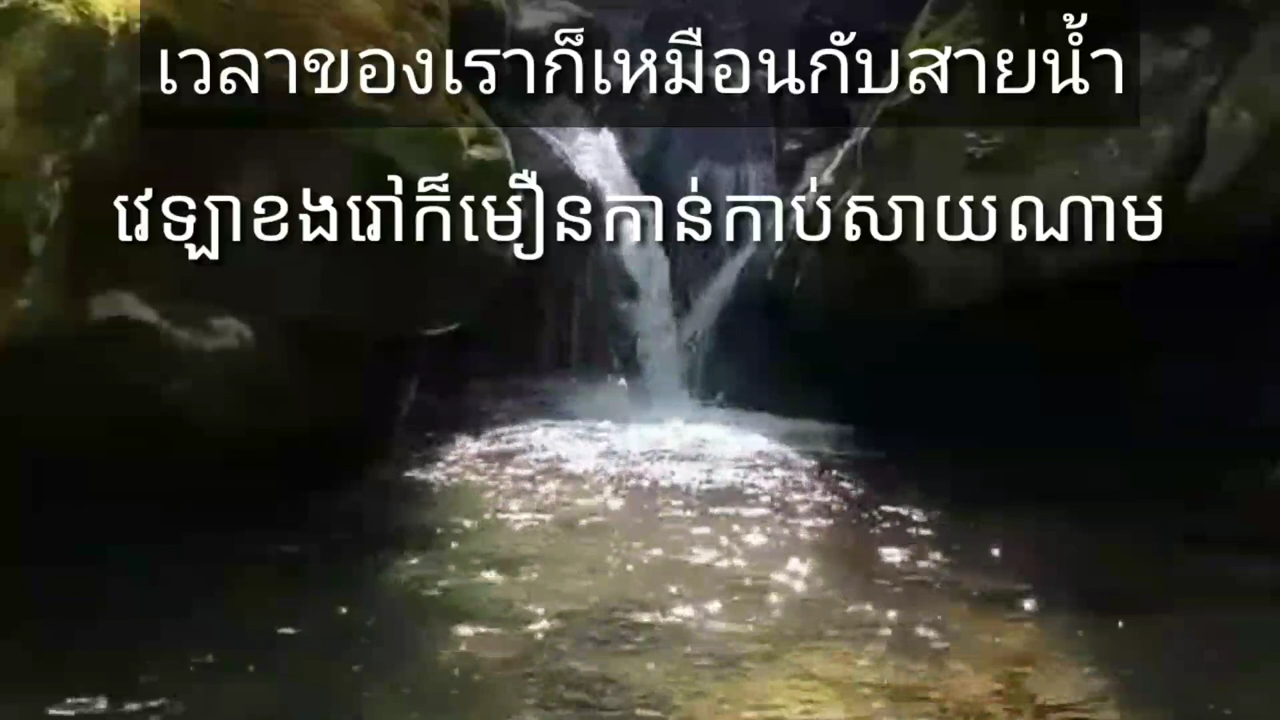 เวลาของเราก็เหมือนกับสายน้ำ
វេឡាខងរៅក៏មឿនកាន់កាប់សាយណាម